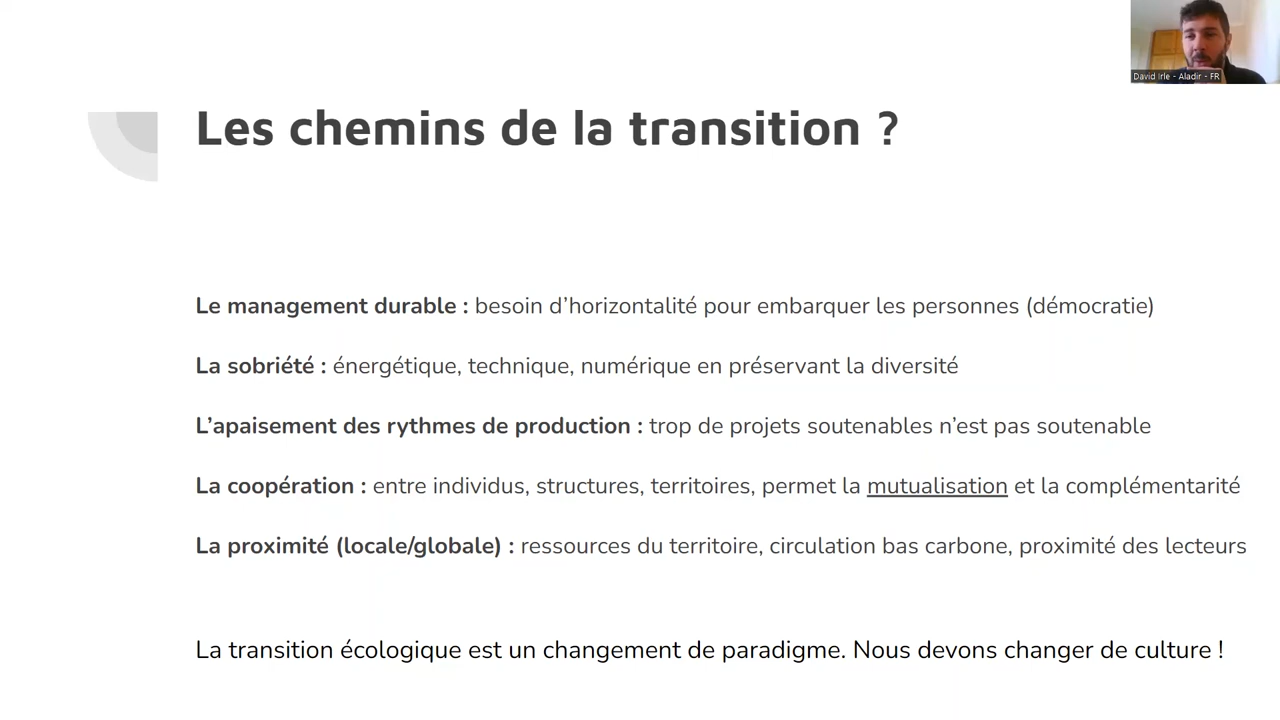 David Irle - Aladir - FR
Les chemins de la transition ?
Le management durable : besoin d’horizontalité pour embarquer les personnes (démocratie)
La sobriété : énergétique, technique, numérique en préservant la diversité
L’apaisement des rythmes de production : trop de projets soutenables n’est pas soutenable
La coopération : entre individus, structures, territoires, permet la mutualisation et la complémentarité
La proximité (locale/globale) : ressources du territoire, circulation bas carbone, proximité des lecteurs
La transition écologique est un changement de paradigme. Nous devons changer de culture !